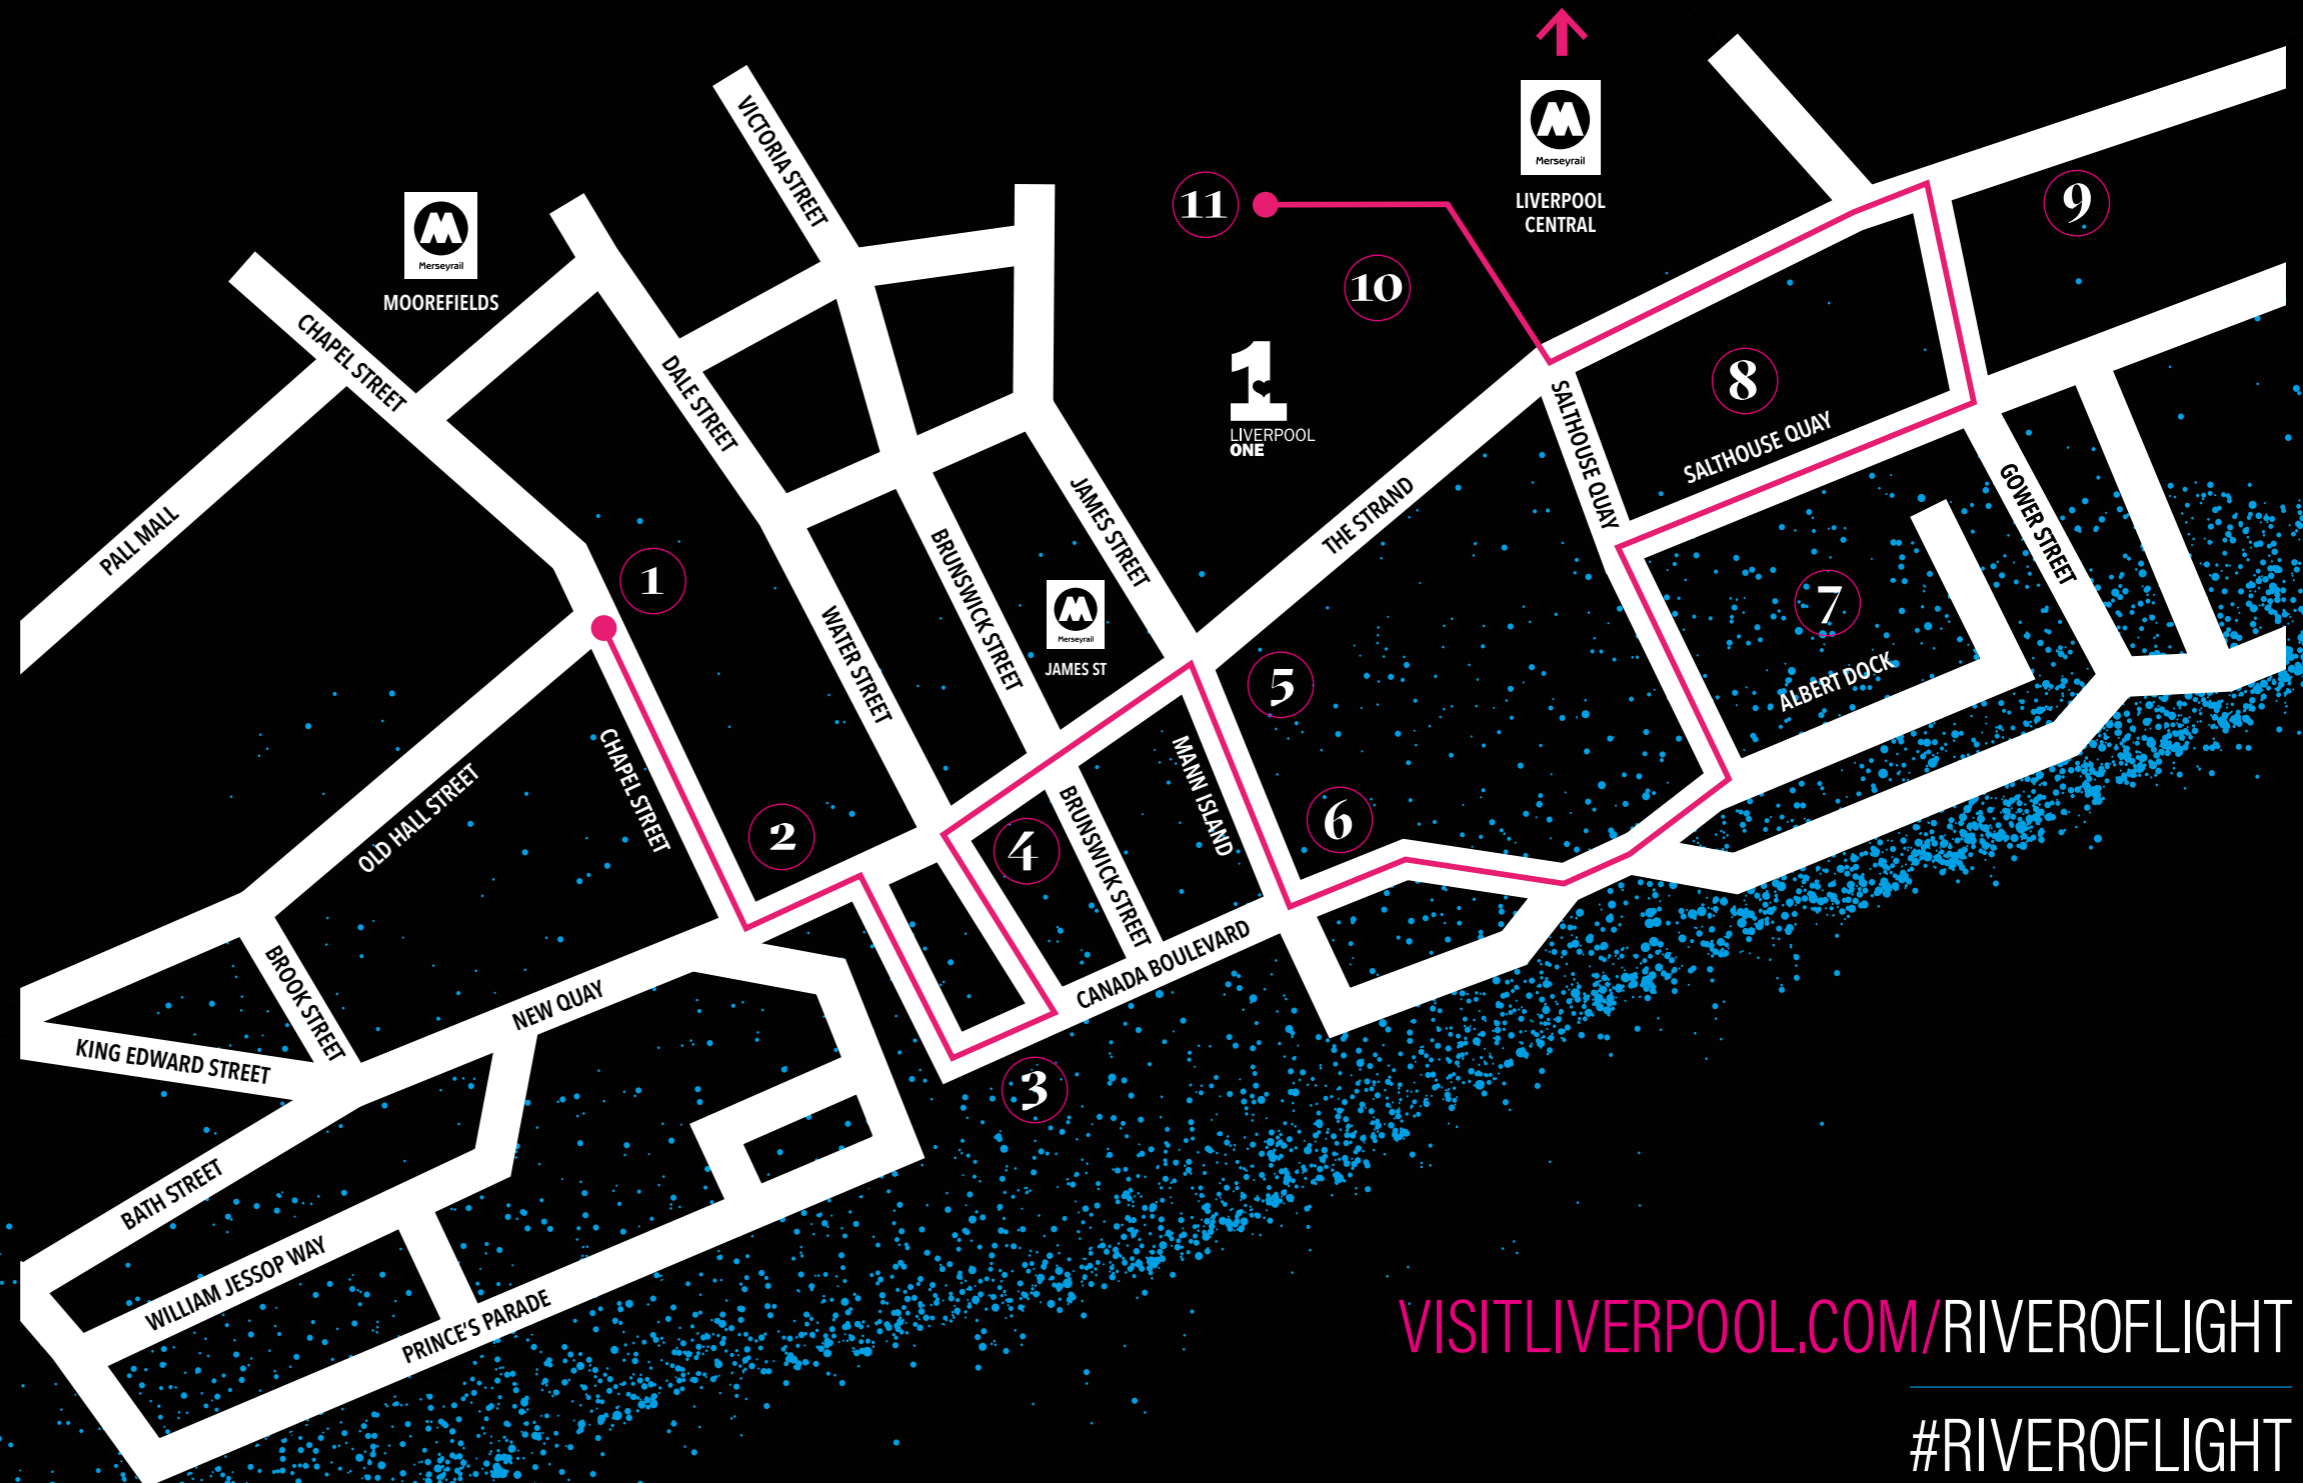 Merseyrail
LIVERPOOL
CENTRAL
VICTORIA STREET
11
9
Merseyrail
MOOREFIELDS
10
CHAPEL STREET
DALE STREET
1
LIVERPOOL
ONE
8
SALTHOUSE QUAY
SALTHOUSE QUAY
PALL MALL
JAMES STREET
THE STRAND
GOWER STREET
1
BRUNSWICK STREET
Merseyrail
JAMES ST
7
WATER STREET
5
ALBERT DOCK
CHAPEL STREET
OLD HALL STREET
2
4
BRUNSWICK STREET
MANN ISLAND
6
BROOK STREET
NEW QUAY
CANADA BOULEVARD
KING EDWARD STREET
3
BATH STREET
WILLIAM JESSOP WAY
PRINCE'S PARADE
VISITLIVERPOOL.COM/RIVEROFLIGHT
#RIVEROFLIGHT